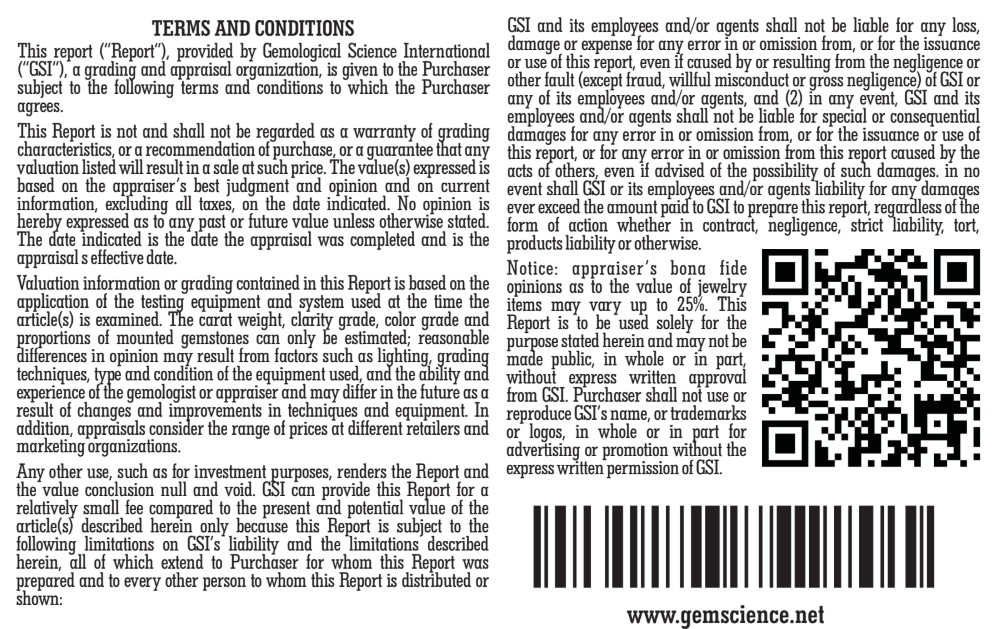 TERMS AND CONDITIONS
This report (“Report”), provided by Gemological Science International
(“GSI”), a grading and appraisal organization, is given to the Purchaser
subject to the following terms and conditions to which the Purchaser
agrees.
This Report is not and shall not be regarded as a warranty of grading
characteristics, or a recommendation of purchase, or a guarantee that any
valuation listed will result in a sale at such price. The value(s) expressed is
based on the appraiser’s best judgment and opinion and on current
information, excluding all taxes, on the date indicated. No opinion is
hereby expressed as to any past or future value unless otherwise stated.
The date indicated is the date the appraisal was completed and is the
appraisal s effective date.
Valuation information or grading contained in this Report is based on the
application of the testing equipment and system used at the time the
article(s) is examined. The carat weight, clarity grade, color grade and
proportions of mounted gemstones can only be estimated; reasonable
differences in opinion may result from factors such as lighting, grading
techniques, type and condition of the equipment used, and the ability and
experience of the gemologist or appraiser and may differ in the future as a
result of changes and improvements in techniques and equipment. In
addition, appraisals consider the range of prices at different retailers and
marketing organizations.
Any other use, such as for investment purposes, renders the Report and
the value conclusion null and void. GSI can provide this Report for a
relatively small fee compared to the present and potential value of the
article(s) described herein only because this Report is subject to the
following limitations on GSI’s liability and the limitations described
herein, all of which extend to Purchaser for whom this Report was
prepared and to every other person to whom this Report is distributed or
shown:
GSI and its employees and/or agents shall not be liable for any loss,
damage or expense for any error in or omission from, or for the issuance
or use of this report, even if caused by or resulting from the negligence or
other fault (except fraud, willful misconduct or gross negligence) of GSI or
any of its employees and/or agents, and (2) in any event, GSI and its
employees and/or agents shall not be liable for special or consequential
damages for any error in or omission from, or for the issuance or use of
this report, or for any error in or omission from this report caused by the
acts of others, even if advised of the possibility of such damages. in no
event shall GSI or its employees and/or agents liability for any damages
ever exceed the amount paid to GSI to prepare this report, regardless of the
form of action whether in contract, negligence, strict liability, tort,
products liability or otherwise.
Notice: appraiser’s bona fide
opinions as to the value of jewelry
items may vary up to 25%. This
Report is to be used solely for the
purpose stated herein and may not be
made public, in whole or in part,
without express written approval
from GSI. Purchaser shall not use or
reproduce GSI’s name, or trademarks
or logos, in whole or in part for
advertising or promotion without the
express written permission of GSI.
www.gemscience.net